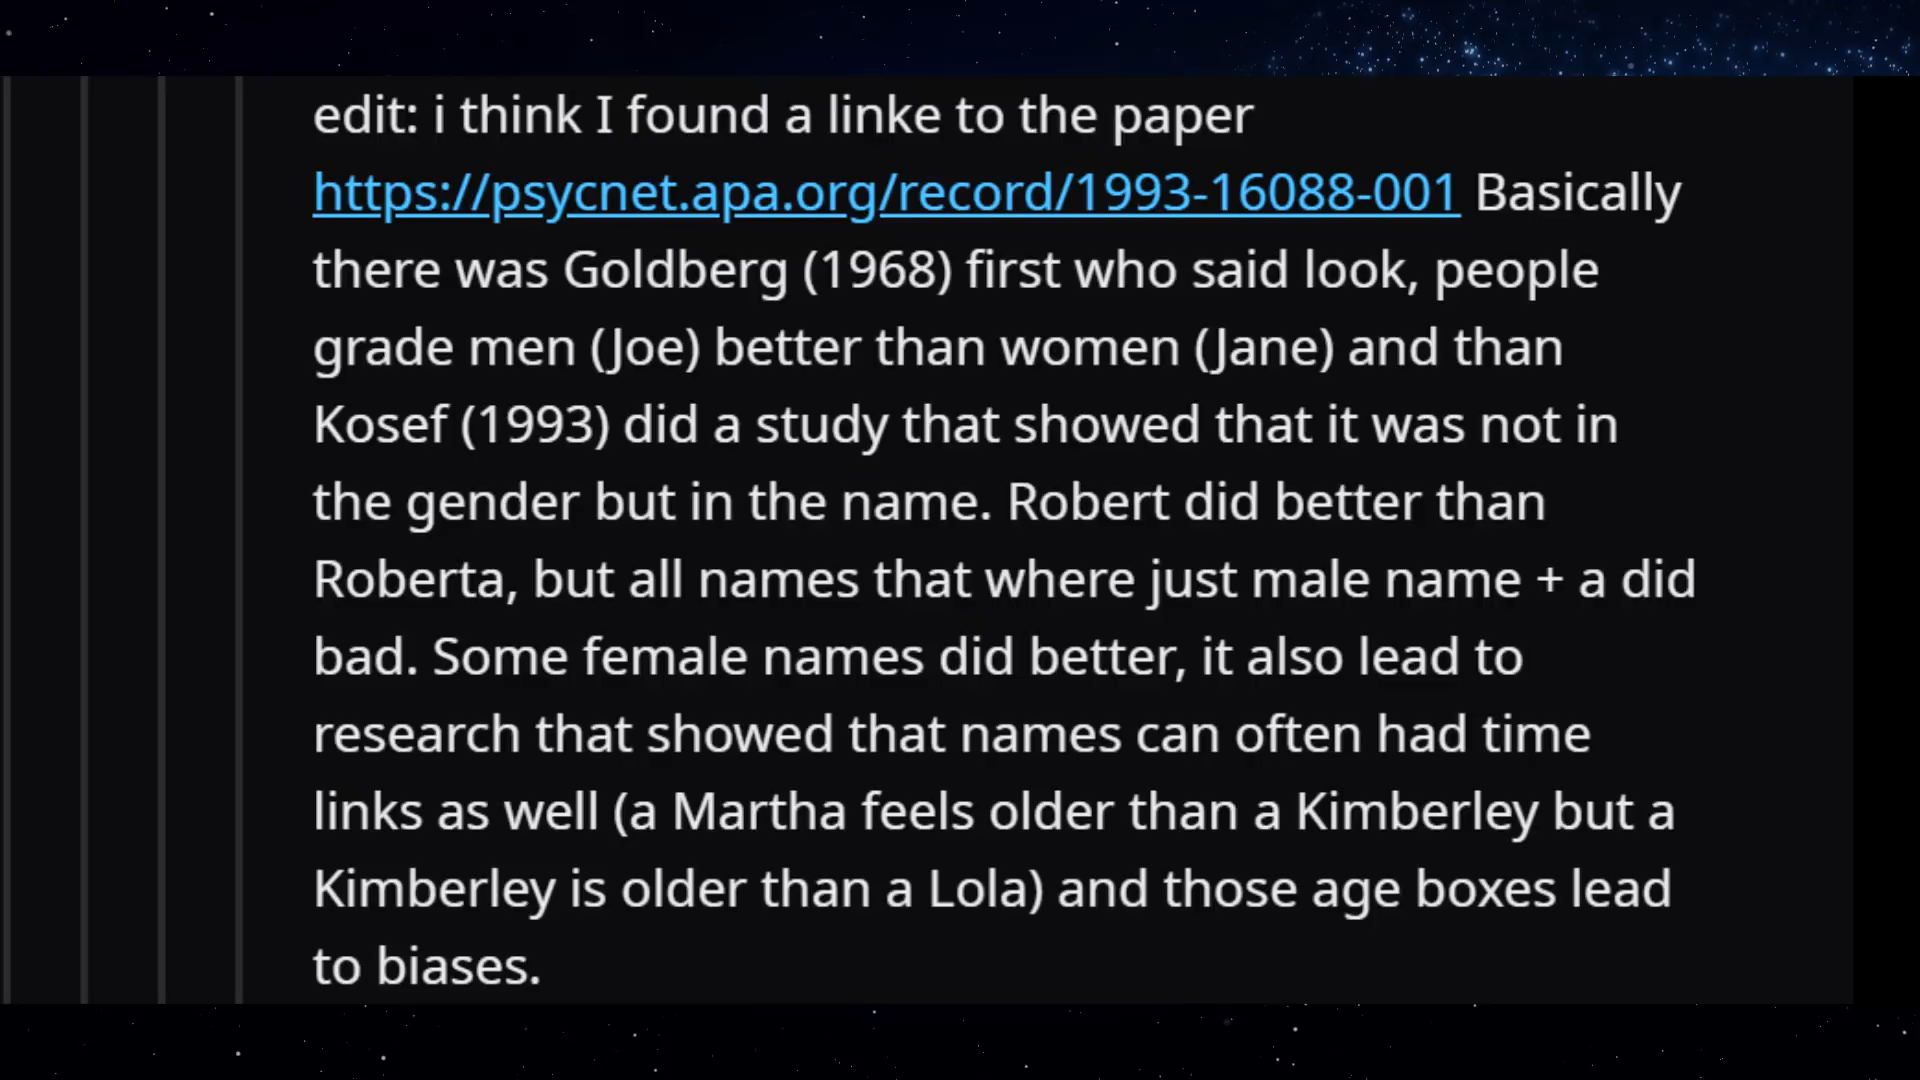 edit: i think I found a linke to the paper
https://psycnet.apa.org/record/1993-16088-001 Basically
there was Goldberg (1968) first who said look, people
grade men (Joe) better than women (Jane) and than
Kosef (1993) did a study that showed that it was not in
the gender but in the name. Robert did better than
Roberta, but all names that where just male name + a did
bad. Some female names did better, it also lead to
research that showed that names can often had time
links as well (a Martha feels older than a Kimberley but a
Kimberley is older than a Lola) and those age boxes lead
to biases.